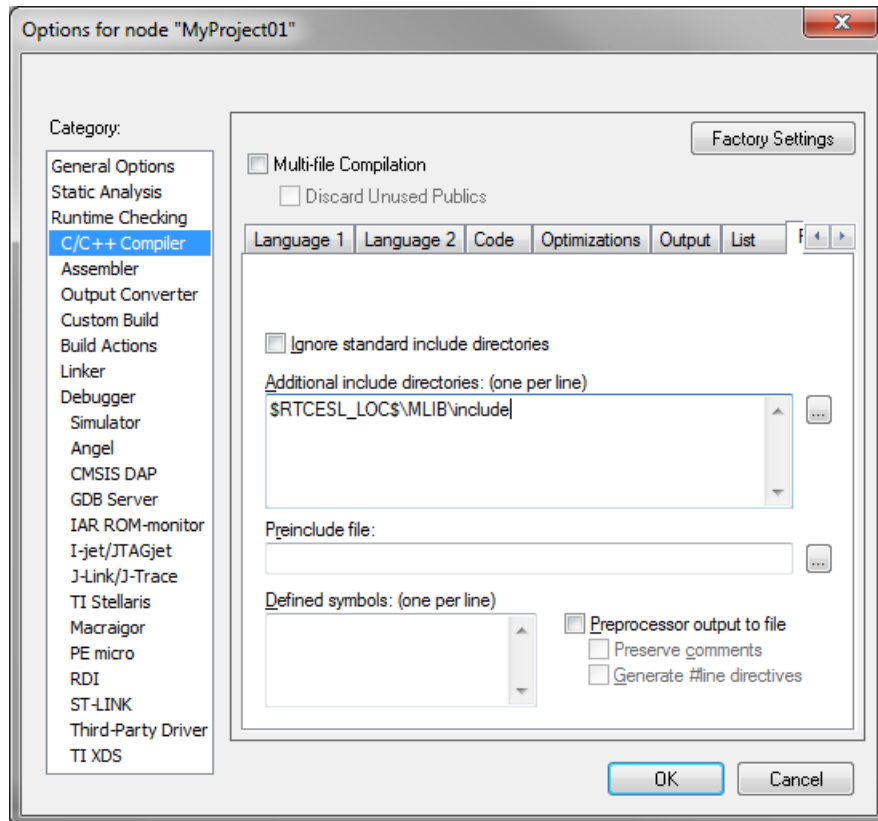 Options for node "MyProject01"
Category:
General Options
Static Analysis
Runtime Checking
C/C++ Compiler
Assembler
Output Converter
Custom Build
Build Actions
Linker
Debugger
Simulator
Angel
CMSIS DAP
GDB Server
IAR ROM-monitor
I-jet/JTAGjet
J-Link/J-Trace
TI Stellaris
Macraigor
PE micro
RDI
ST-LINK
Third-Party Driver
TI XDS
Factory Settings
Multi-file Compilation
Discard Unused Publics
Language 1 Language 2 Code Optimizations Output List
Ignore standard include directories
Additional include directories: (one per line)
$RTCESL_LOC$\MLIB\include
...
Preinclude file:
...
Defined symbols: (one per line)
Preprocessor output to file
Preserve comments
Generate #line directives
OK Cancel